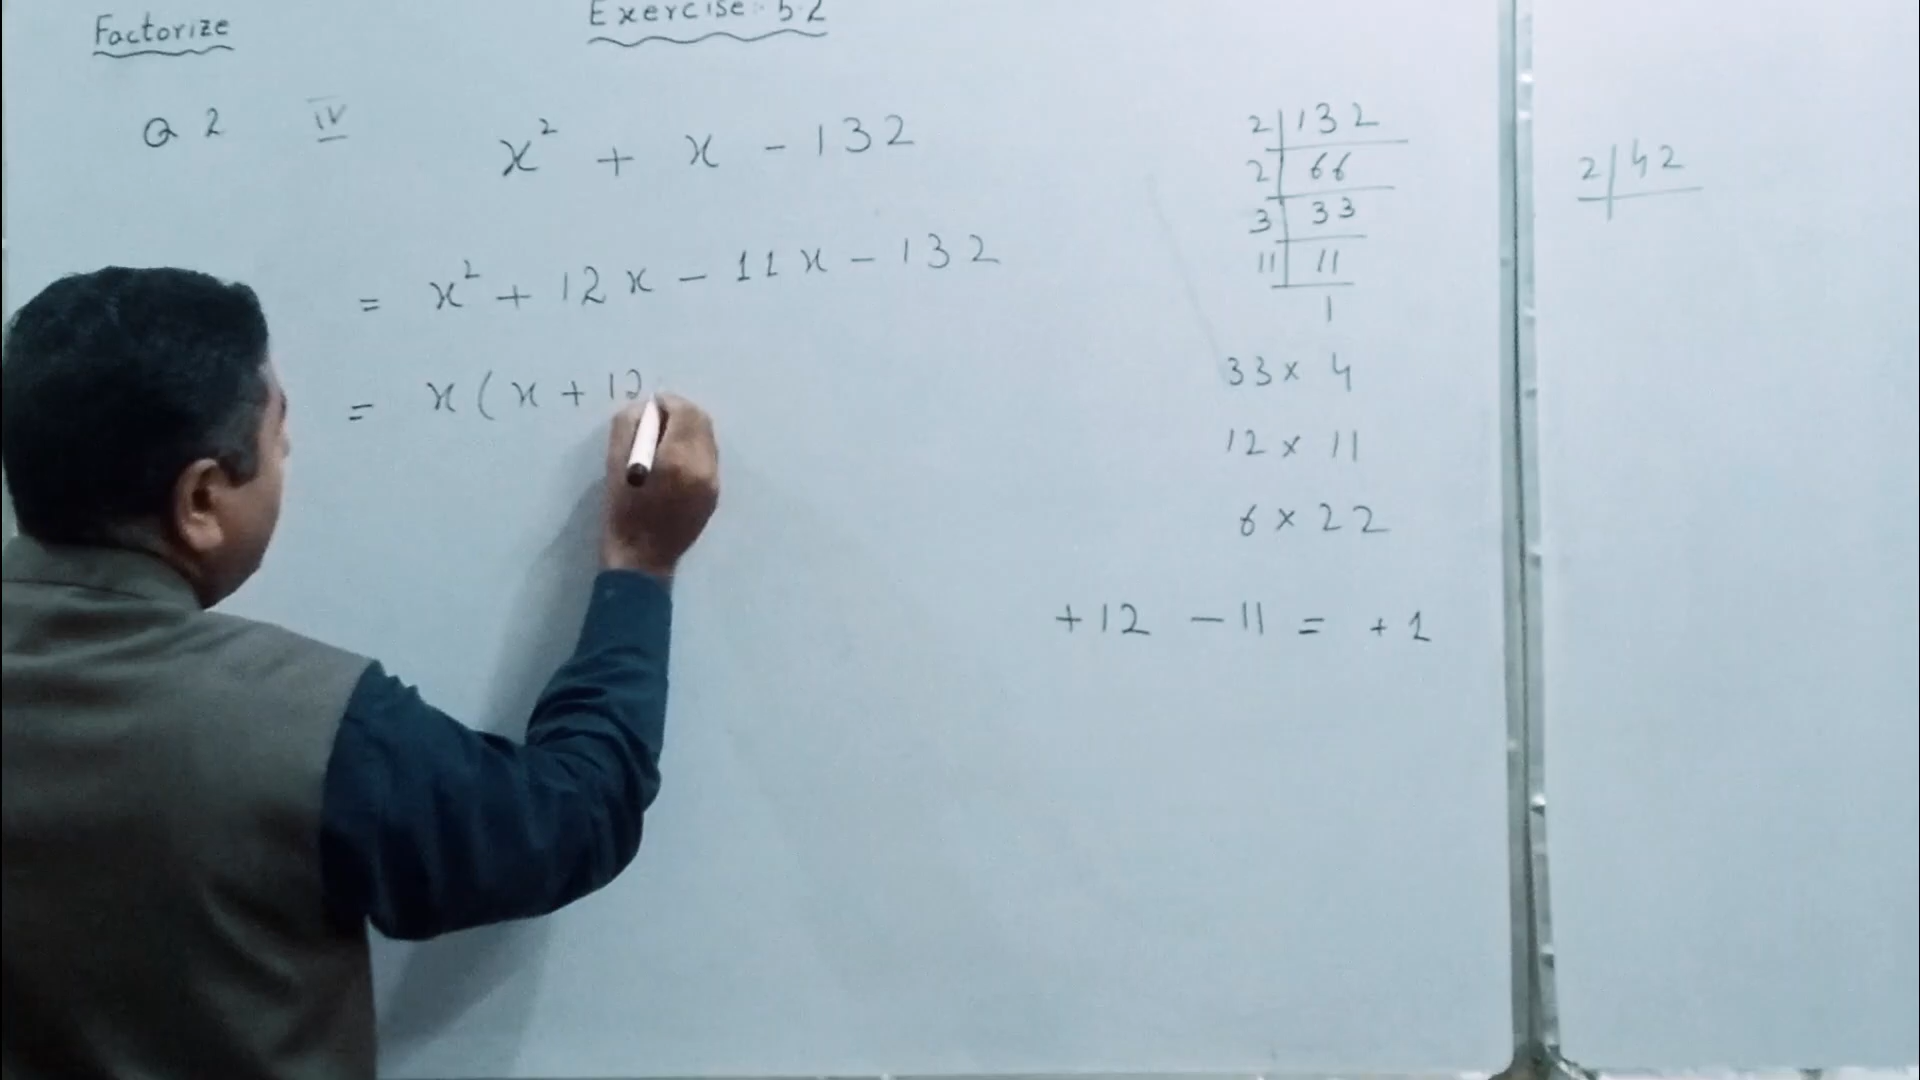 Factorize
Exercise: 5.2
Q 2 iv x² + x - 132
= x² + 12x - 11x - 132
= x(x + 12
2 | 132
2 | 66
3 | 33
11 | 11
1
33 × 4
12 × 11
6 × 22
+12 - 11 = +1
2 | 42